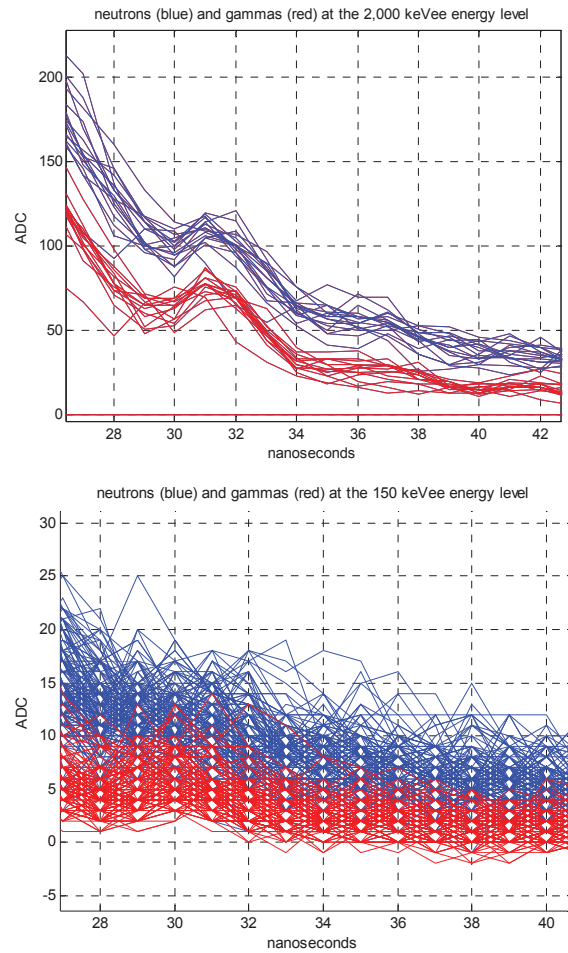 neutrons (blue) and gammas (red) at the 2,000 keVee energy level
200
150
100
50
0
ADC
28 30 32 34 36 38 40 42
nanoseconds
neutrons (blue) and gammas (red) at the 150 keVee energy level
30
25
20
15
10
5
0
-5
ADC
28 30 32 34 36 38 40
nanoseconds